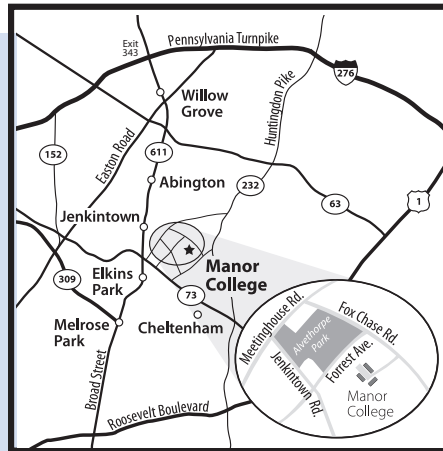 Exit
343
Pennsylvania Turnpike
276
Willow
Grove
Huntingdon Pike
Easton Road
152
611
Abington
232
63
1
Jenkintown
Manor
College
Elkins
Park
309
73
Cheltenham
Melrose
Park
Broad Street
Roosevelt Boulevard
Meetinghouse Rd.
Alvethorpe
Park
Fox Chase Rd.
Jenkintown Rd.
Forrest Ave.
Manor
College